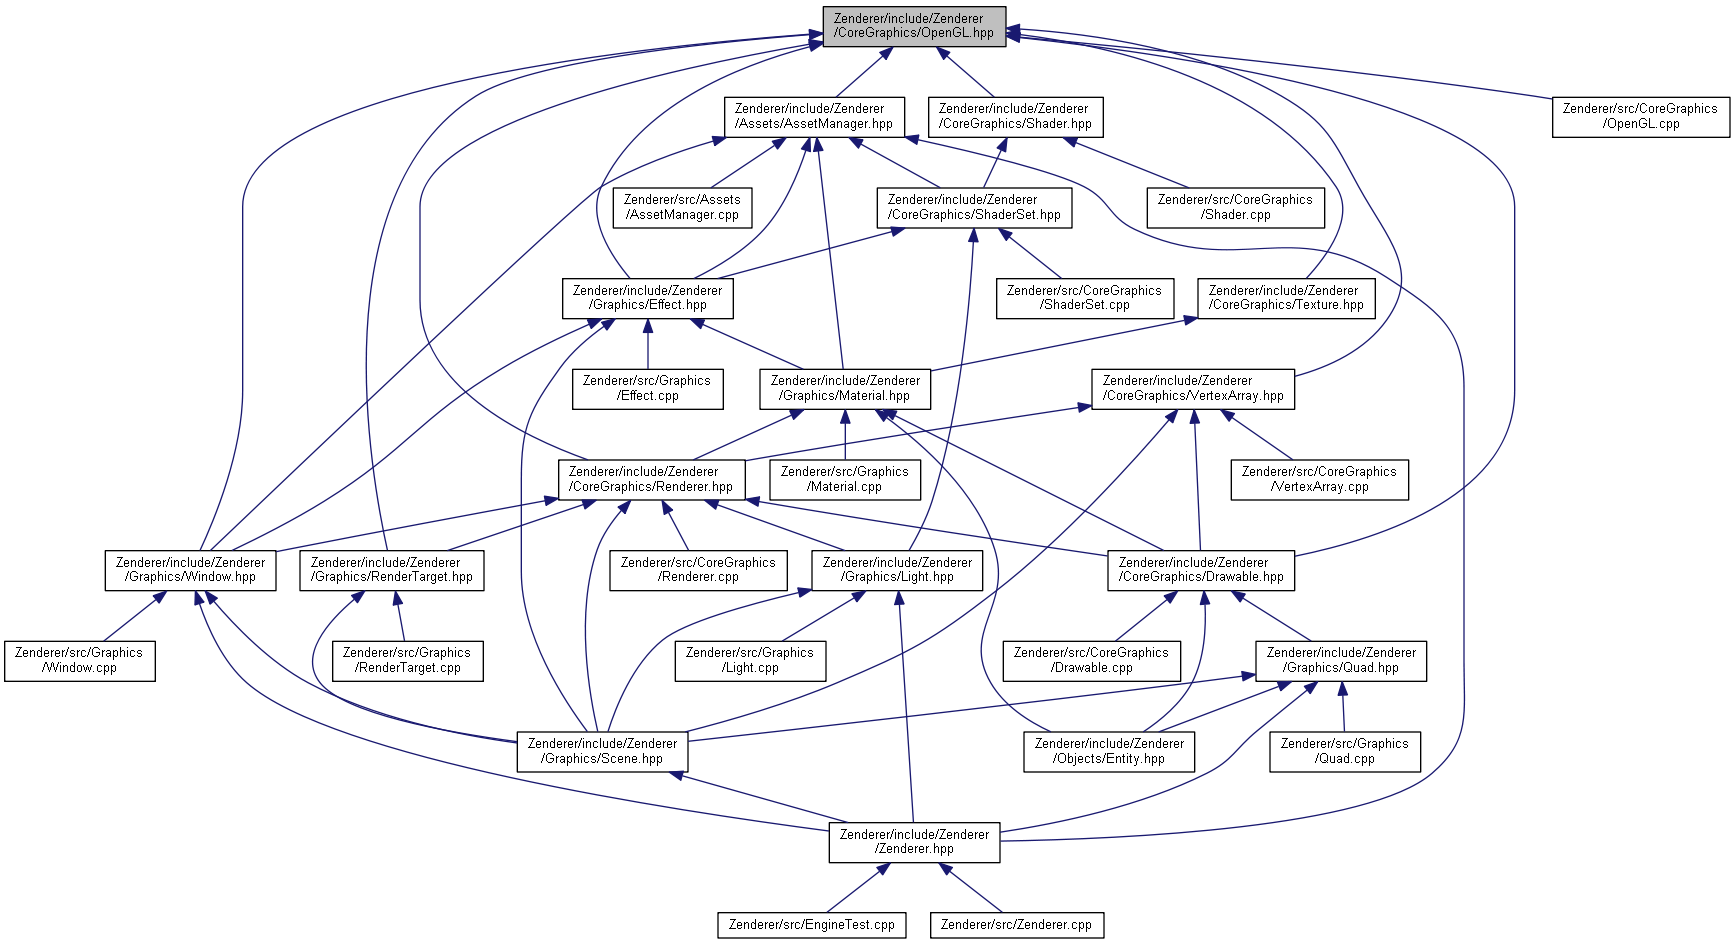 Zenderer/include/Zenderer
/CoreGraphics/OpenGL.hpp
Zenderer/include/Zenderer
/Assets/AssetManager.hpp
Zenderer/include/Zenderer
/CoreGraphics/Shader.hpp
Zenderer/src/CoreGraphics
/OpenGL.cpp
Zenderer/src/Assets
/AssetManager.cpp
Zenderer/include/Zenderer
/CoreGraphics/ShaderSet.hpp
Zenderer/src/CoreGraphics
/Shader.cpp
Zenderer/include/Zenderer
/Graphics/Effect.hpp
Zenderer/src/CoreGraphics
/ShaderSet.cpp
Zenderer/include/Zenderer
/CoreGraphics/Texture.hpp
Zenderer/src/Graphics
/Effect.cpp
Zenderer/include/Zenderer
/Graphics/Material.hpp
Zenderer/include/Zenderer
/CoreGraphics/VertexArray.hpp
Zenderer/include/Zenderer
/CoreGraphics/Renderer.hpp
Zenderer/src/Graphics
/Material.cpp
Zenderer/src/CoreGraphics
/VertexArray.cpp
Zenderer/include/Zenderer
/Graphics/Window.hpp
Zenderer/include/Zenderer
/Graphics/RenderTarget.hpp
Zenderer/src/CoreGraphics
/Renderer.cpp
Zenderer/include/Zenderer
/Graphics/Light.hpp
Zenderer/include/Zenderer
/CoreGraphics/Drawable.hpp
Zenderer/src/Graphics
/Window.cpp
Zenderer/src/Graphics
/RenderTarget.cpp
Zenderer/src/Graphics
/Light.cpp
Zenderer/src/CoreGraphics
/Drawable.cpp
Zenderer/include/Zenderer
/Graphics/Quad.hpp
Zenderer/include/Zenderer
/Graphics/Scene.hpp
Zenderer/include/Zenderer
/Objects/Entity.hpp
Zenderer/src/Graphics
/Quad.cpp
Zenderer/include/Zenderer
/Zenderer.hpp
Zenderer/src/EngineTest.cpp
Zenderer/src/Zenderer.cpp